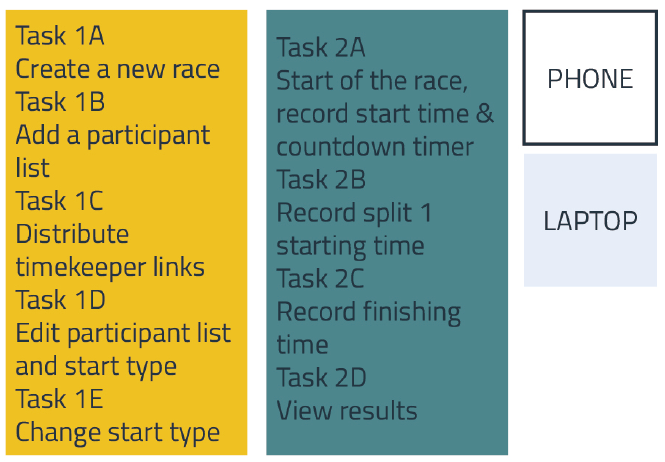 Task 1A
Create a new race
Task 1B
Add a participant
list
Task 1C
Distribute
timekeeper links
Task 1D
Edit participant list
and start type
Task 1E
Change start type
Task 2A
Start of the race,
record start time &
countdown timer
Task 2B
Record split 1
starting time
Task 2C
Record finishing
time
Task 2D
View results
PHONE
LAPTOP